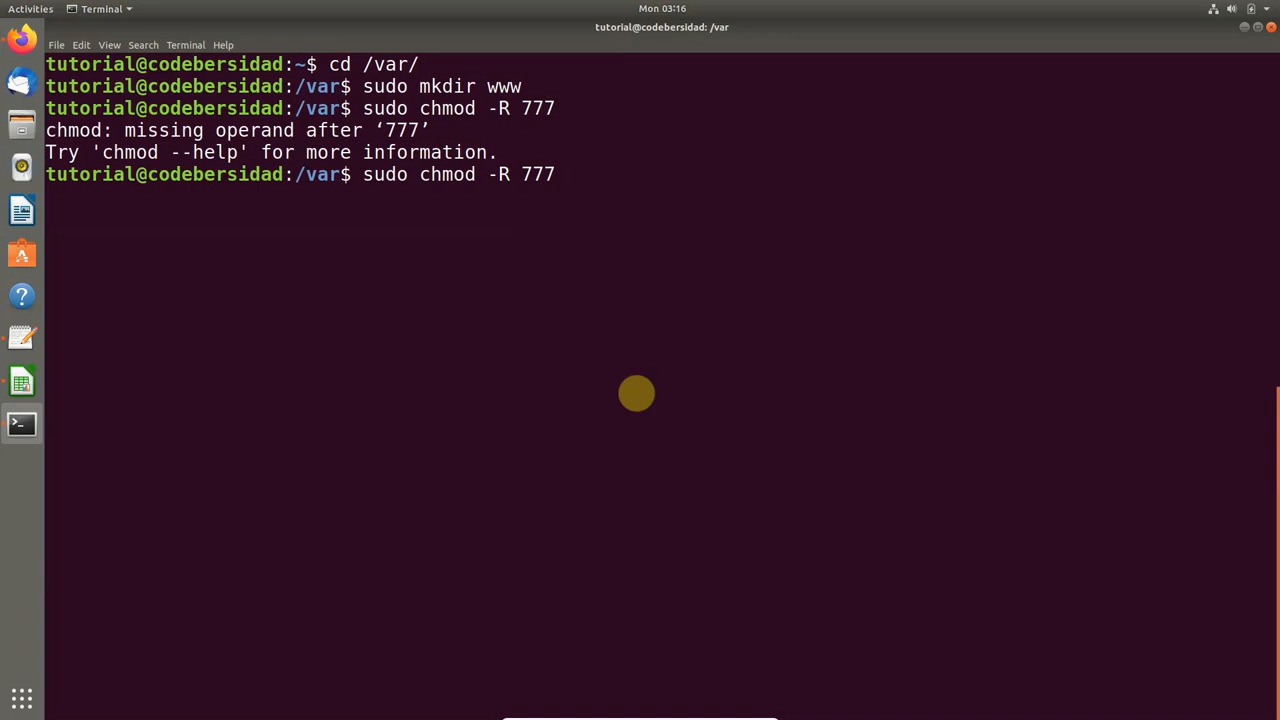 Activities
Terminal
Mon 03:16
tutorial@codebersidad: /var
File Edit View Search Terminal Help
tutorial@codebersidad:~$ cd /var/
tutorial@codebersidad:/var$ sudo mkdir www
tutorial@codebersidad:/var$ sudo chmod -R 777
chmod: missing operand after ‘777’
Try 'chmod --help' for more information.
tutorial@codebersidad:/var$ sudo chmod -R 777